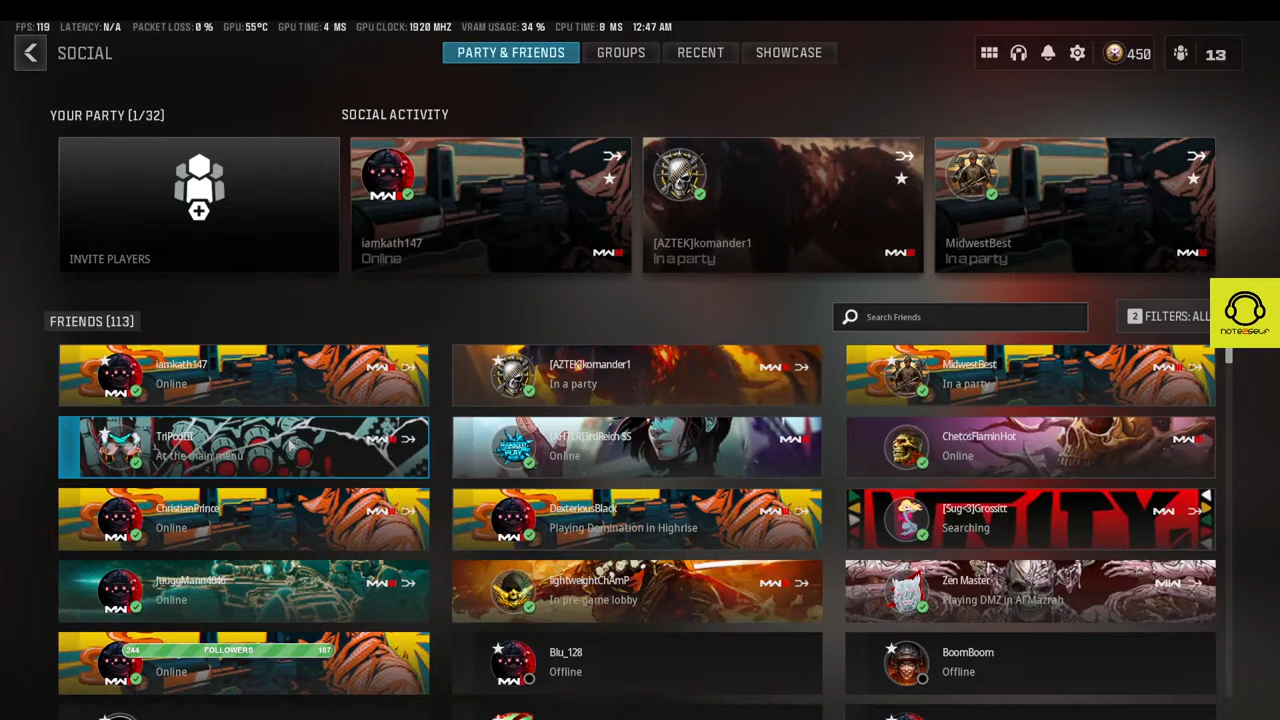 FPS: 119 LATENCY: N/A PACKET LOSS: 0 % GPU: 55°C GPU TIME: 4 MS GPU CLOCK: 1920 MHZ VRAM USAGE: 34 % CPU TIME: 8 MS 12:47 AM
SOCIAL
PARTY & FRIENDS
GROUPS
RECENT
SHOWCASE
450
13
YOUR PARTY (1/32)
SOCIAL ACTIVITY
INVITE PLAYERS
iamkath147
Online
[AZTEK]komander1
In a party
MidwestBest
In a party
FRIENDS (113)
Search Friends
2 FILTERS: ALL
NOTE2SELF
iamkath147
Online
[AZTEK]komander1
In a party
MidwestBest
In a party
At the main menu
Online
ChetosFlaminHot
Online
ChristianPrince
Online
DexteriousBlack
Playing Domination in Highrise
[Sug<3]Grossitt
Searching
Online
lightweightChAmP
In pre-game lobby
Zen Master
Playing DMZ in Al Mazrah
244 FOLLOWERS 187
Online
Blu_128
Offline
BoomBoom
Offline